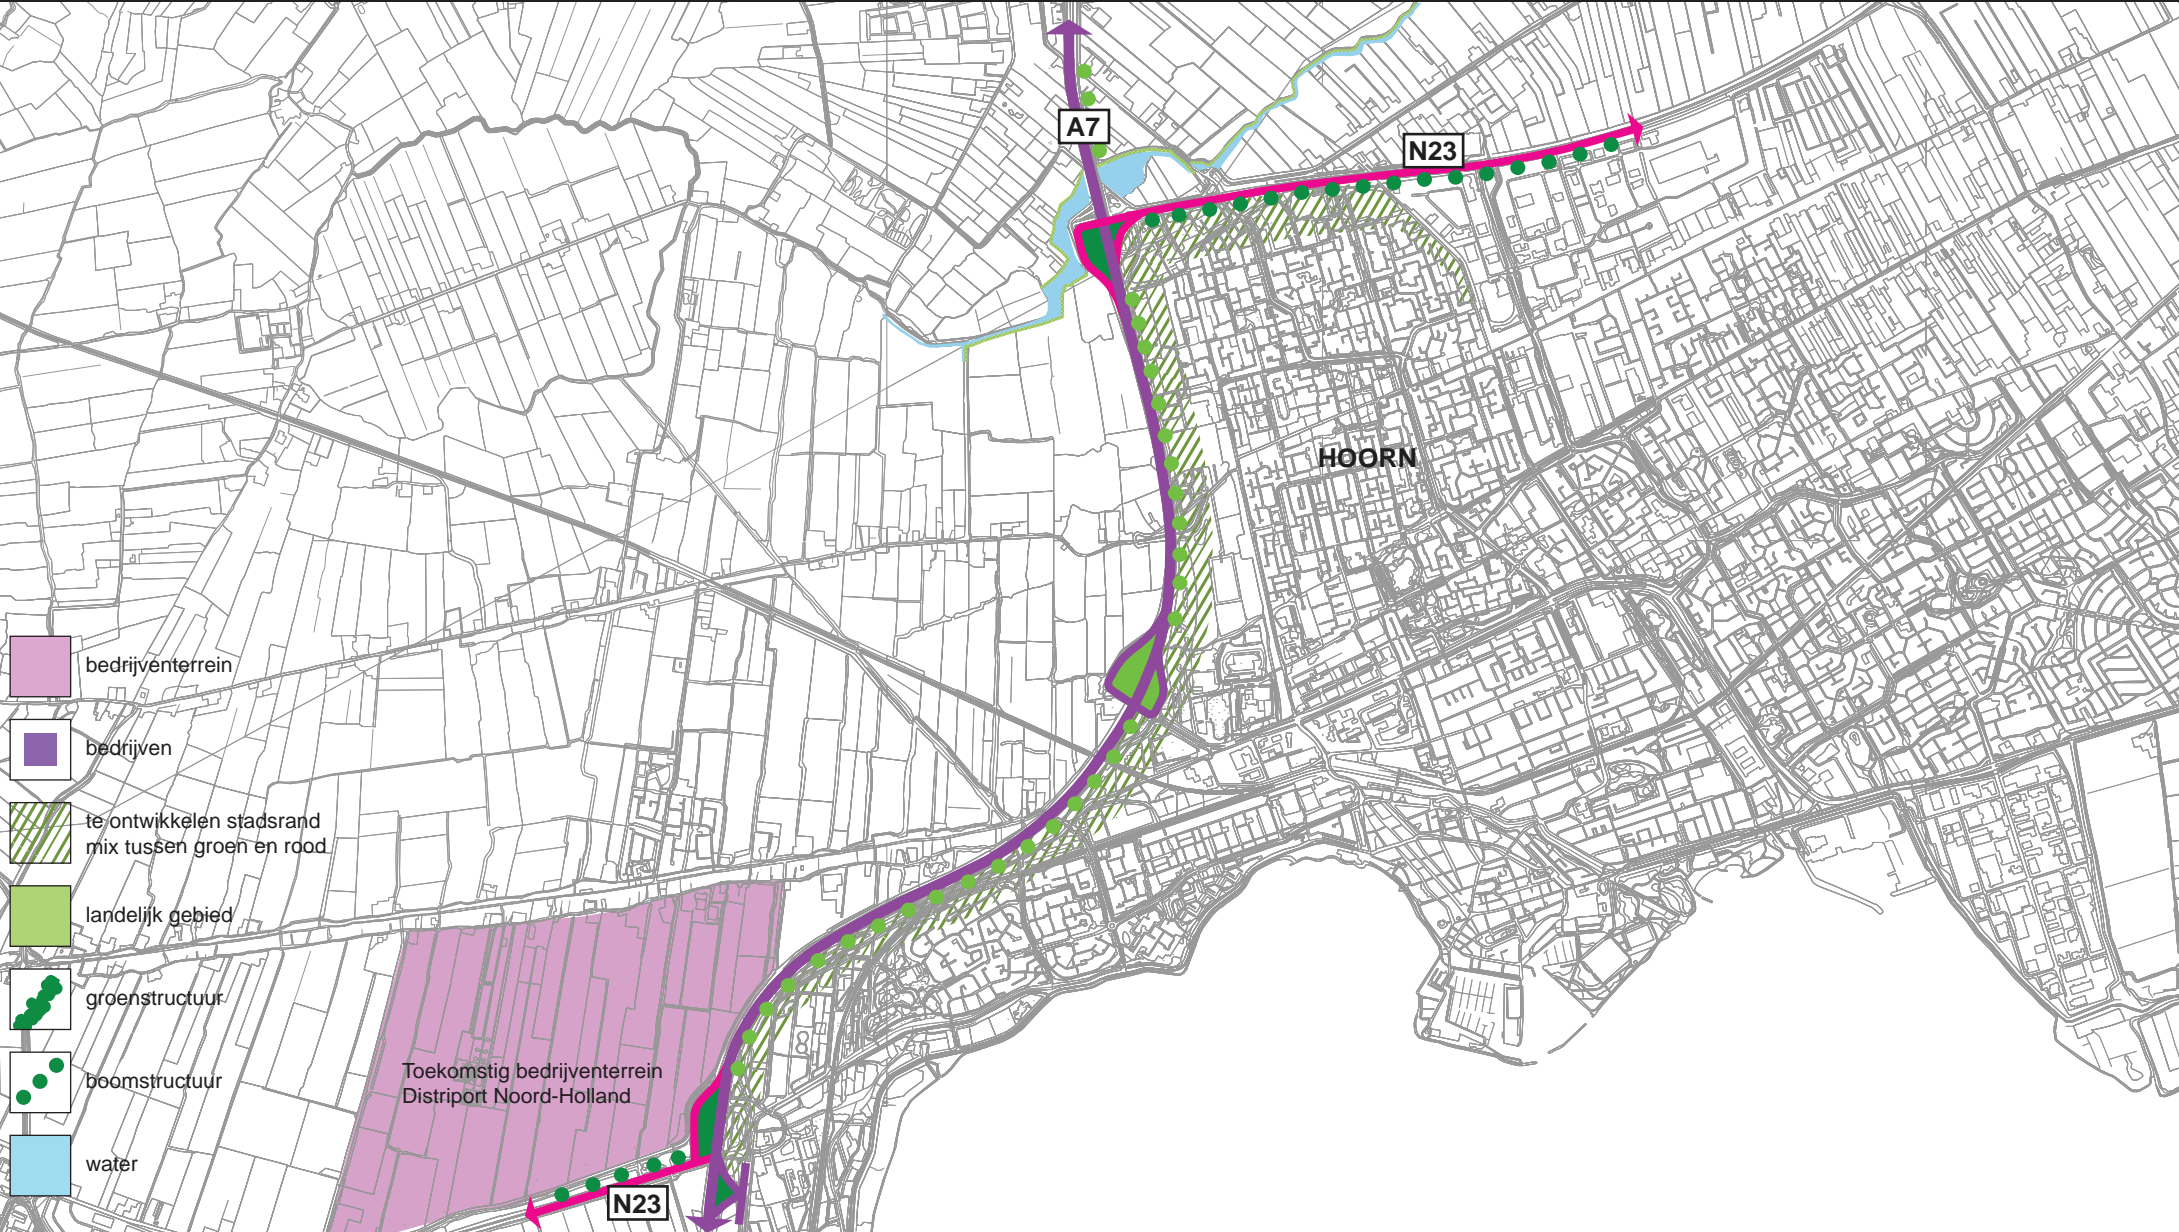 A7
N23
HOORN
bedrijventerrein
bedrijven
te ontwikkelen stadsrand
mix tussen groen en rood
landelijk gebied
groenstructuur
boomstructuur
water
Toekomstig bedrijventerrein
Distriport Noord-Holland
N23